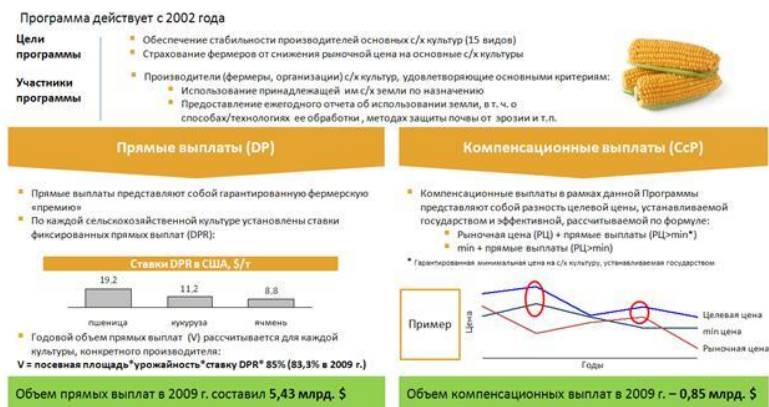 Программа действует с 2002 года
Цели программы
Обеспечение стабильности производителей основных с/х культур (15 видов)
Страхование фермеров от снижения рыночной цена на основные с/х культуры
Участники программы
Производители (фермеры, организации) с/х культур, удовлетворяющие основными критериям:
Использование принадлежащей им с/х земли по назначению
Предоставление ежегодного отчета об использовании земли, в т. ч. о
способах/технологиях ее обработки , методах защиты почвы от эрозии и т.п.
Прямые выплаты (DP)
Прямые выплаты представляют собой гарантированную фермерскую
«премию»
По каждой сельскохозяйственной культуре установлены ставки
фиксированных прямых выплат (DPR):
Ставки DPR в США, $/т
19,2 11,2 8,8
пшеница кукуруза ячмень
Годовой объем прямых выплат (V) рассчитывается для каждой
культуры, конкретного производителя:
V = посевная площадь*урожайность*ставку DPR* 85% (83,3% в 2009 г.)
Объем прямых выплат в 2009 г. составил 5,43 млрд. $
Компенсационные выплаты (CcP)
Компенсационные выплаты в рамках данной Программы
представляют собой разность целевой цены, устанавливаемой
государством и эффективной, рассчитываемой по формуле:
Рыночная цена (РЦ) + прямые выплаты (РЦ>min*)
min + прямые выплаты (РЦ>min)
* Гарантированная минимальная цена на с/х культуру, устанавливаемая государством
Пример
Цена
Целевая цена
min цена
Рыночная цена
Годы
Объем компенсационных выплат в 2009 г. – 0,85 млрд. $